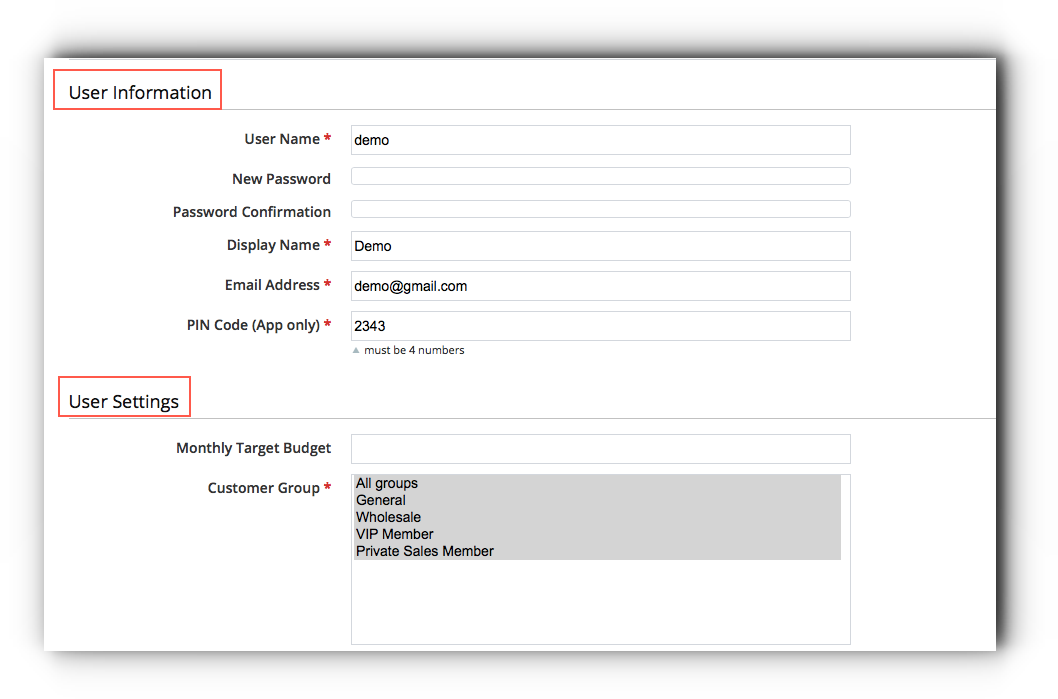 User Information
User Name * demo
New Password
Password Confirmation
Display Name * Demo
Email Address * demo@gmail.com
PIN Code (App only) * 2343
▲ must be 4 numbers
User Settings
Monthly Target Budget
Customer Group * All groups
General
Wholesale
VIP Member
Private Sales Member